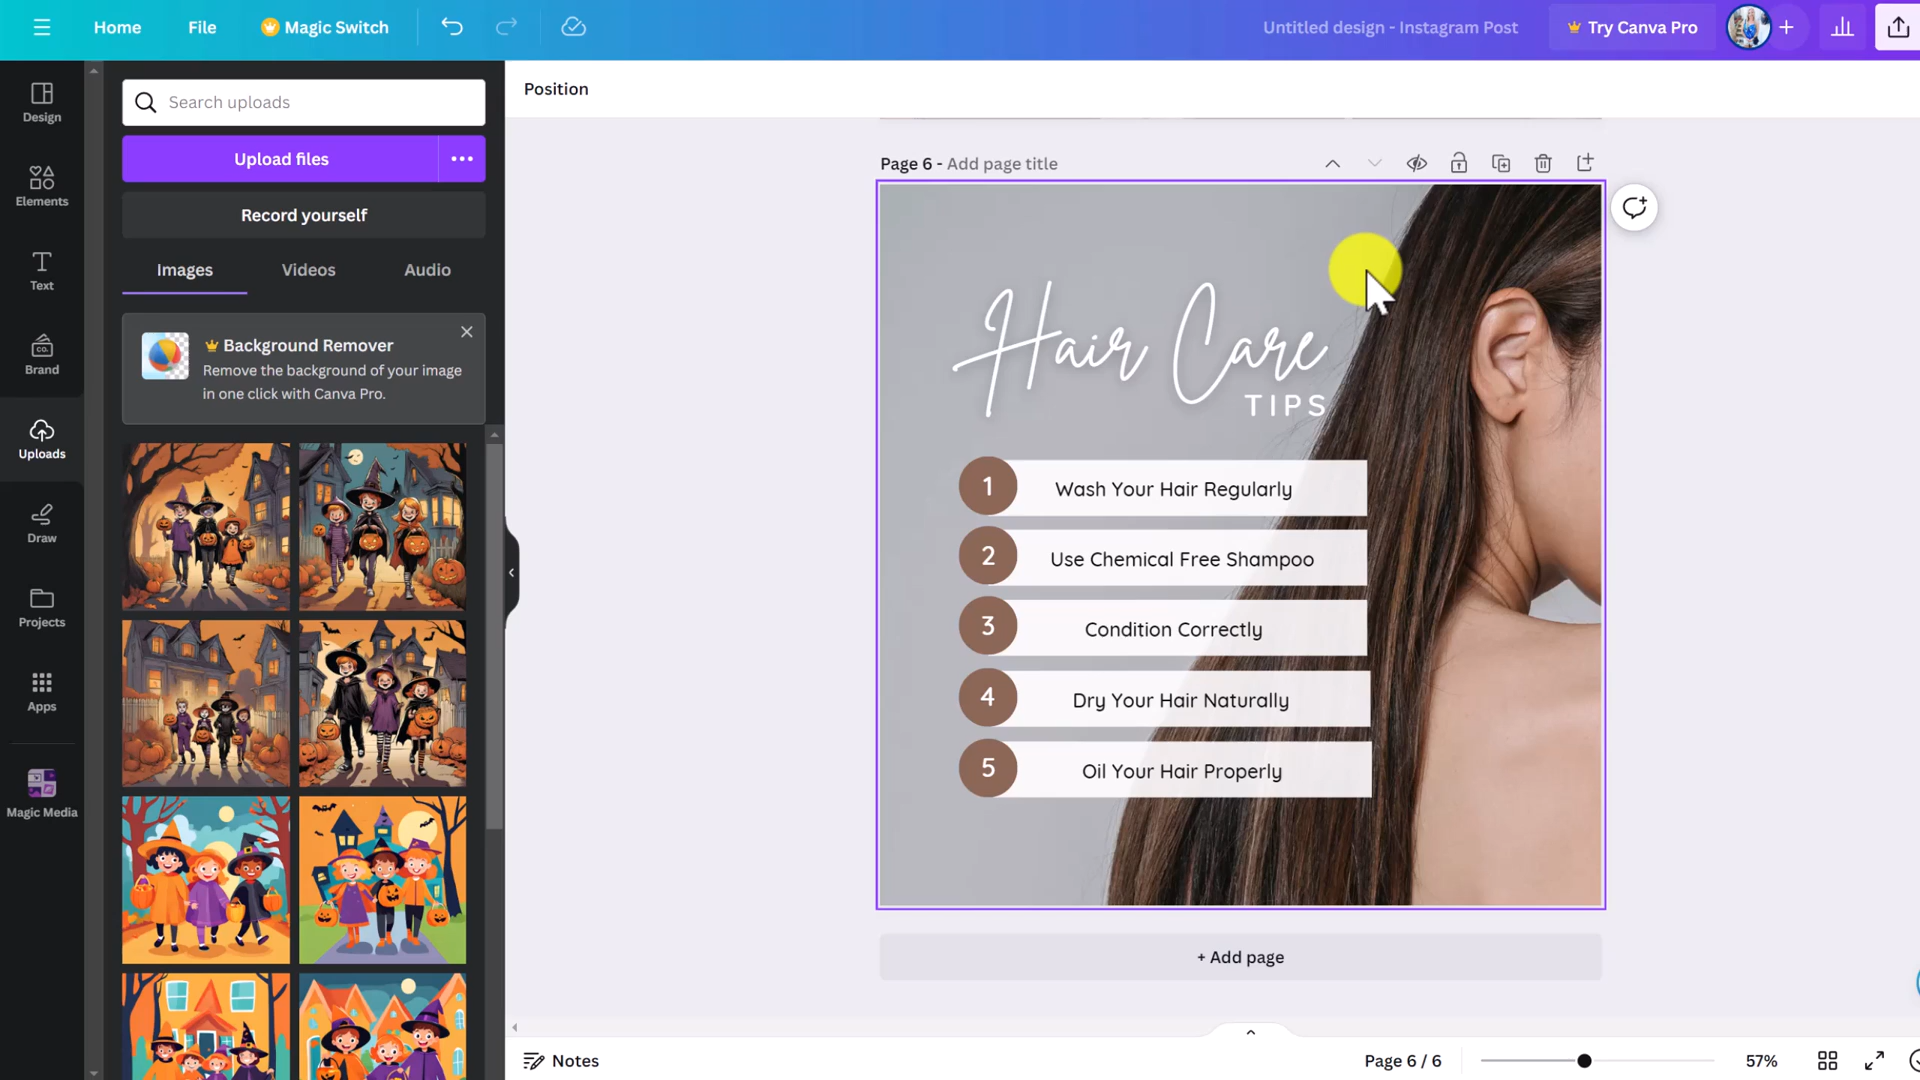 Home
File
Magic Switch
Untitled design - Instagram Post
Try Canva Pro
Design
Elements
Text
CO.
Brand
Uploads
Draw
Projects
Apps
Magic Media
Search uploads
Upload files
Record yourself
Images
Videos
Audio
Background Remover
Remove the background of your image
in one click with Canva Pro.
Position
Page 6 - Add page title
Hair Care
TIPS
1 Wash Your Hair Regularly
2 Use Chemical Free Shampoo
3 Condition Correctly
4 Dry Your Hair Naturally
5 Oil Your Hair Properly
+ Add page
Notes
Page 6 / 6
57%